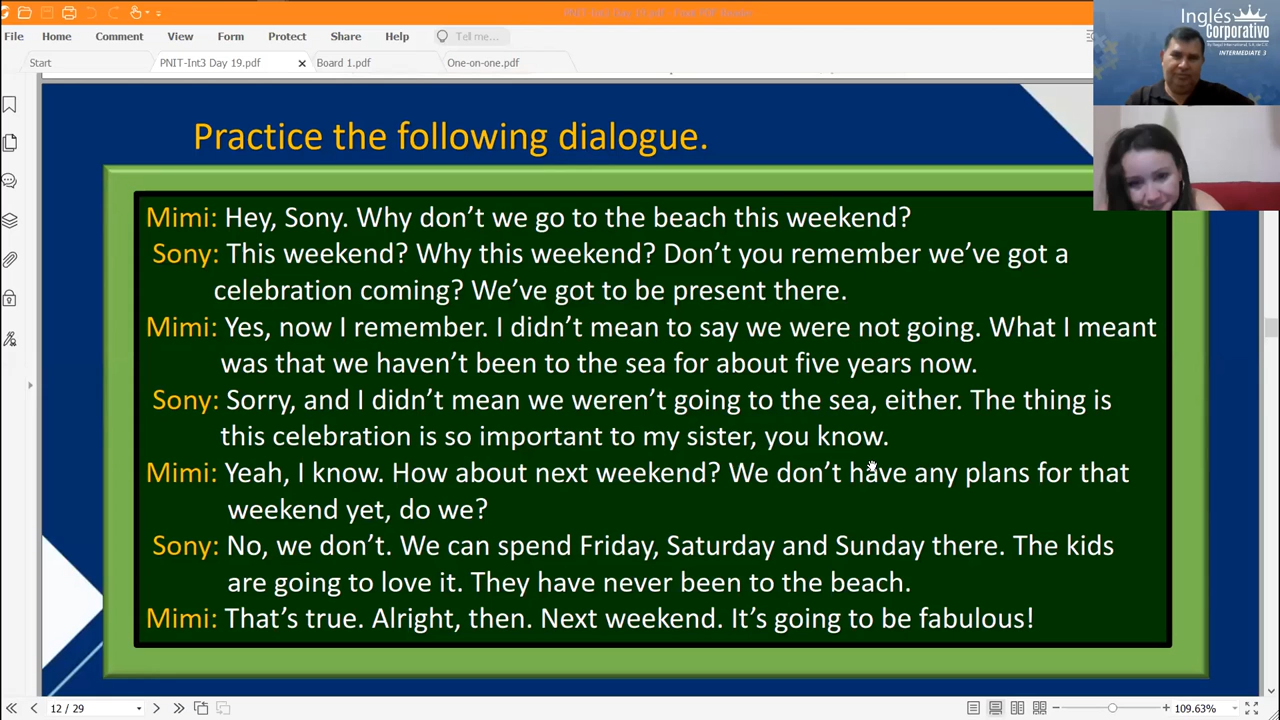 PNIT-Int3 Day 19.pdf - Foxit PDF Reader
File Home Comment View Form Protect Share Help Tell me...
Start PNIT-Int3 Day 19.pdf Board 1.pdf One-on-one.pdf
Inglés
Corporativo
INTERMEDIATE 3
Practice the following dialogue.
Mimi: Hey, Sony. Why don’t we go to the beach this weekend?
Sony: This weekend? Why this weekend? Don’t you remember we’ve got a
celebration coming? We’ve got to be present there.
Mimi: Yes, now I remember. I didn’t mean to say we were not going. What I meant
was that we haven’t been to the sea for about five years now.
Sony: Sorry, and I didn’t mean we weren’t going to the sea, either. The thing is
this celebration is so important to my sister, you know.
Mimi: Yeah, I know. How about next weekend? We don’t have any plans for that
weekend yet, do we?
Sony: No, we don’t. We can spend Friday, Saturday and Sunday there. The kids
are going to love it. They have never been to the beach.
Mimi: That’s true. Alright, then. Next weekend. It’s going to be fabulous!
12 / 29
109.63%